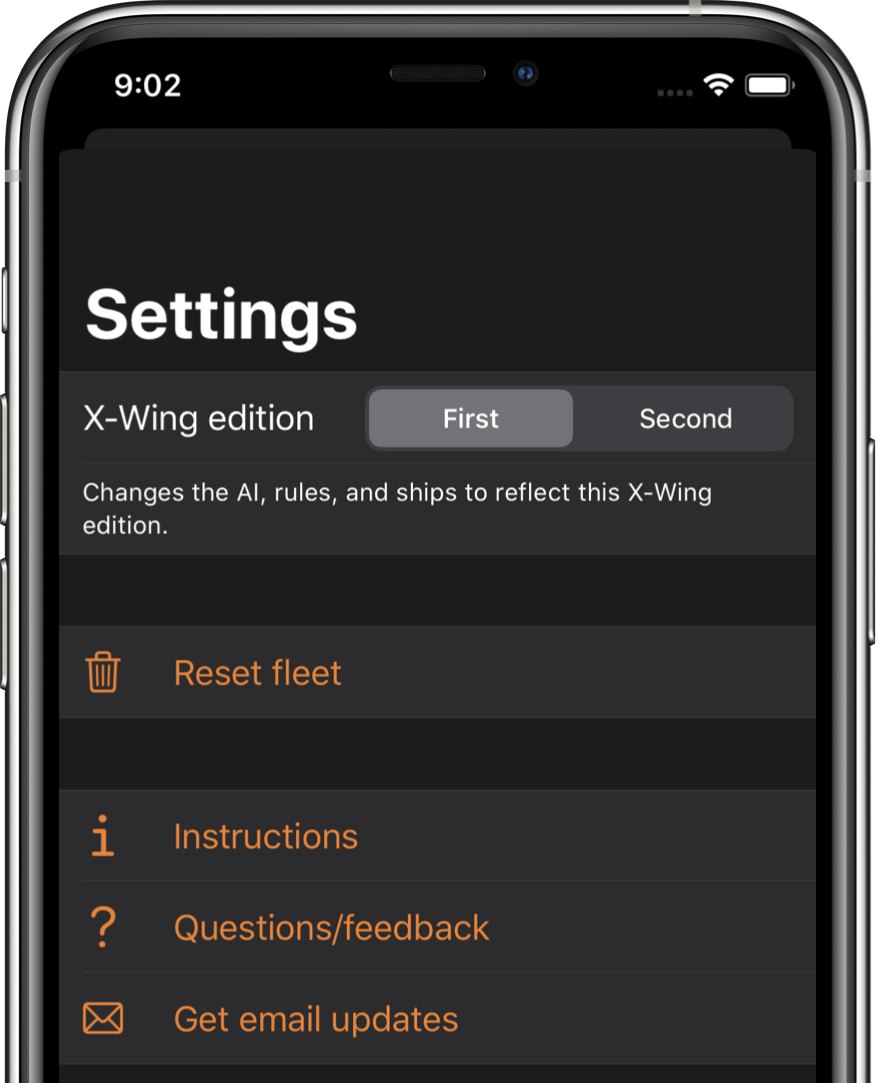 9:02
Settings
X-Wing edition First Second
Changes the AI, rules, and ships to reflect this X-Wing
edition.
Reset fleet
Instructions
Questions/feedback
Get email updates